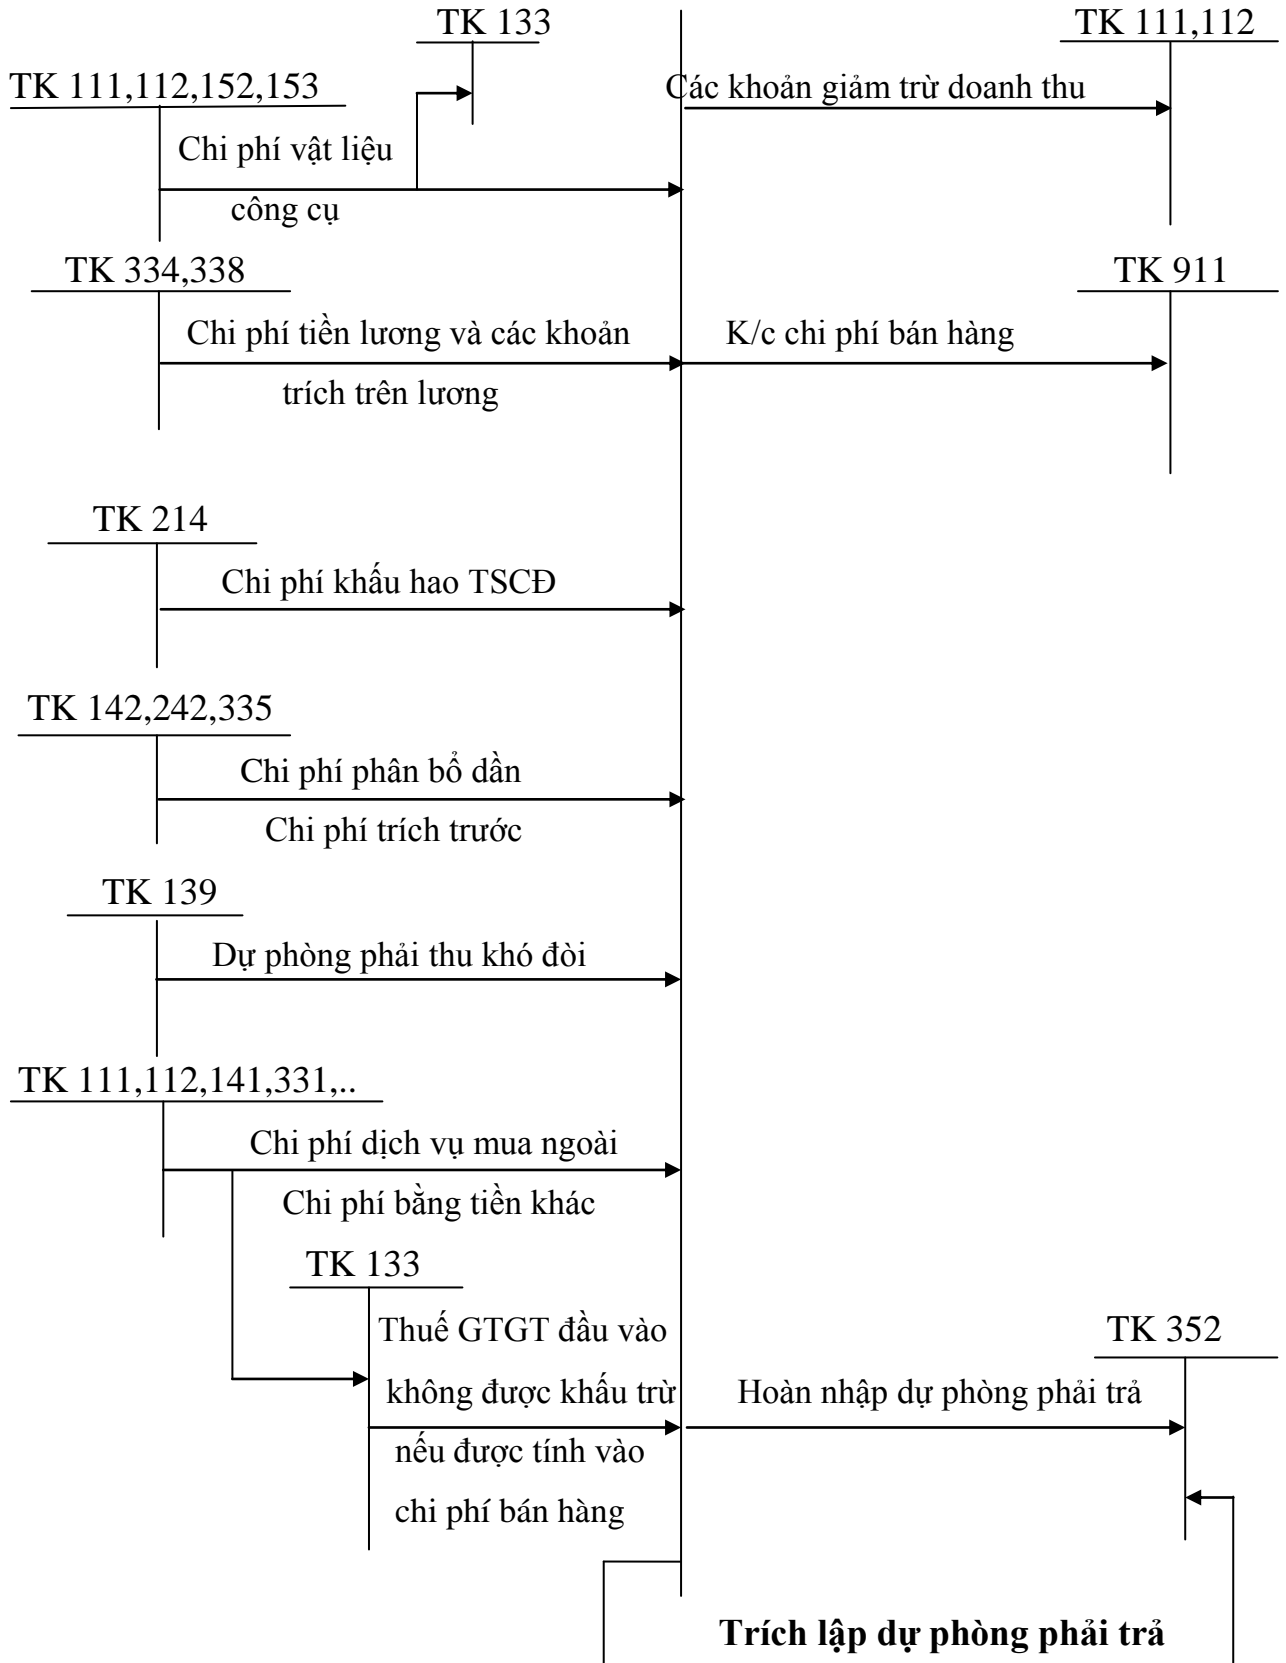 TK 133
TK 111,112
TK 111,112,152,153
Các khoản giảm trừ doanh thu
Chi phí vật liệu
công cụ
TK 334,338
TK 911
Chi phí tiền lương và các khoản
K/c chi phí bán hàng
trích trên lương
TK 214
Chi phí khấu hao TSCĐ
TK 142,242,335
Chi phí phân bổ dần
Chi phí trích trước
TK 139
Dự phòng phải thu khó đòi
TK 111,112,141,331,..
Chi phí dịch vụ mua ngoài
Chi phí bằng tiền khác
TK 133
Thuế GTGT đầu vào
TK 352
không được khấu trừ
Hoàn nhập dự phòng phải trả
nếu được tính vào
chi phí bán hàng
Trích lập dự phòng phải trả